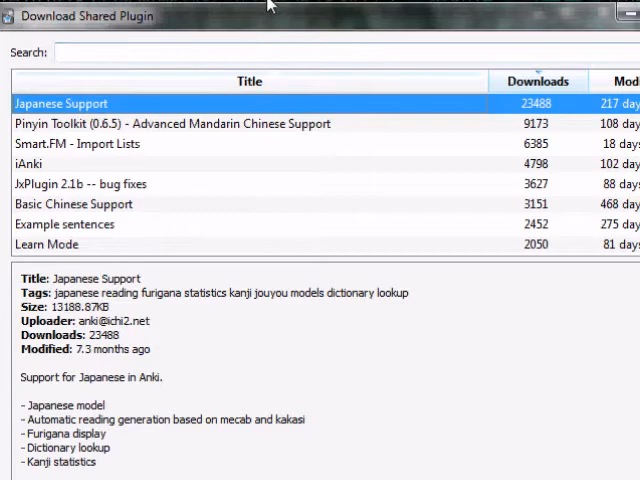 Download Shared Plugin
Search:
Title Downloads Modi
Japanese Support 23488 217 days
Pinyin Toolkit (0.6.5) - Advanced Mandarin Chinese Support 9173 108 days
Smart.FM - Import Lists 6385 18 days
iAnki 4798 102 days
JxPlugin 2.1b -- bug fixes 3627 88 days
Basic Chinese Support 3151 468 days
Example sentences 2452 275 days
Learn Mode 2050 81 days
Title: Japanese Support
Tags: japanese reading furigana statistics kanji jouyou models dictionary lookup
Size: 13188.87KB
Uploader: anki@ichi2.net
Downloads: 23488
Modified: 7.3 months ago
Support for Japanese in Anki.
- Japanese model
- Automatic reading generation based on mecab and kakasi
- Furigana display
- Dictionary lookup
- Kanji statistics